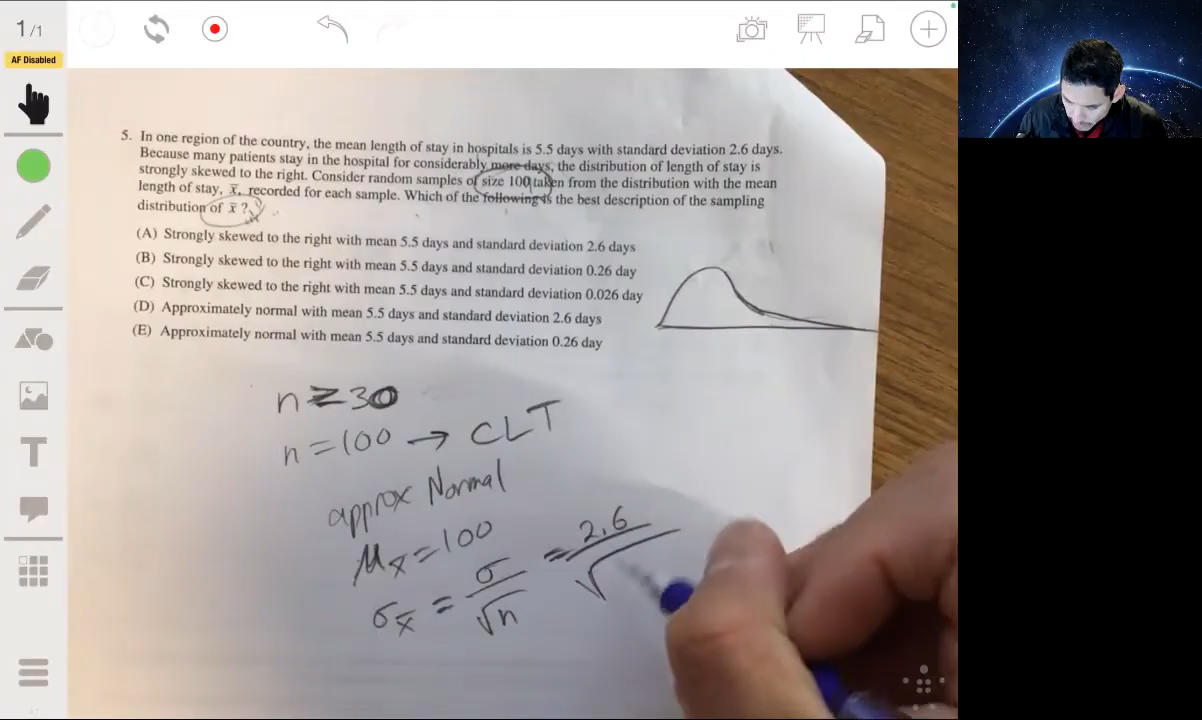 1/1
AF Disabled
5. In one region of the country, the mean length of stay in hospitals is 5.5 days with standard deviation 2.6 days.
Because many patients stay in the hospital for considerably more days, the distribution of length of stay is
strongly skewed to the right. Consider random samples of size 100 taken from the distribution with the mean
length of stay, x̄, recorded for each sample. Which of the following is the best description of the sampling
distribution of x̄ ?
(A) Strongly skewed to the right with mean 5.5 days and standard deviation 2.6 days
(B) Strongly skewed to the right with mean 5.5 days and standard deviation 0.26 day
(C) Strongly skewed to the right with mean 5.5 days and standard deviation 0.026 day
(D) Approximately normal with mean 5.5 days and standard deviation 2.6 days
(E) Approximately normal with mean 5.5 days and standard deviation 0.26 day
n ≥ 30
n = 100 → CLT
approx Normal
μx̄ = 100
σx̄ = σ/√n = 2.6/√
T